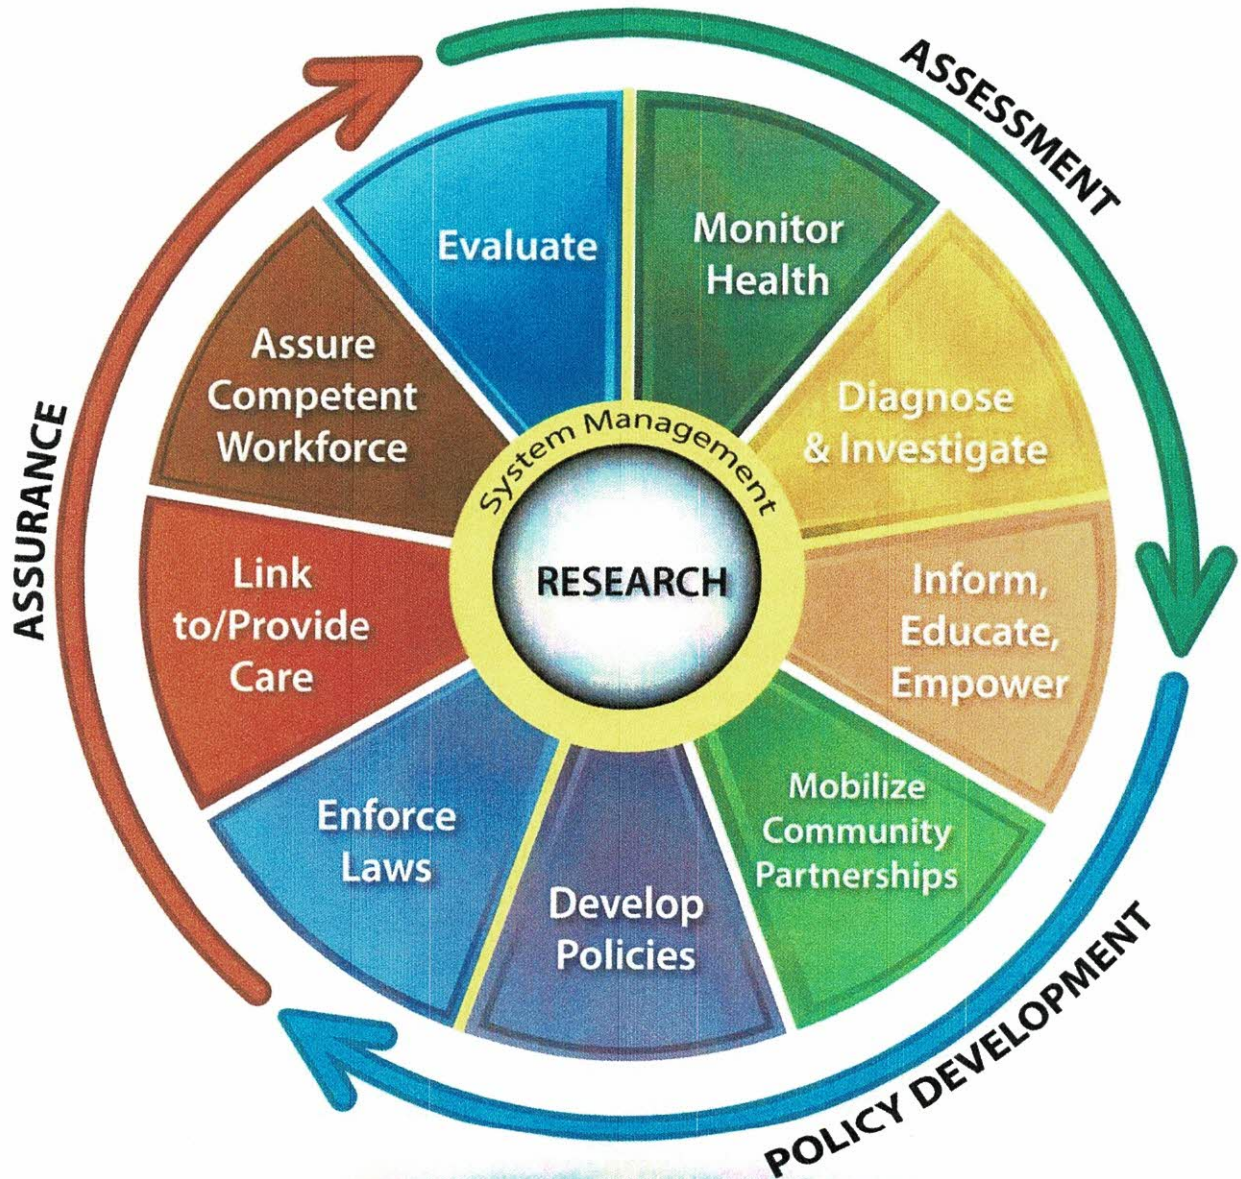 ASSESSMENT
Monitor
Health
Diagnose
& Investigate
Inform,
Educate,
Empower
Mobilize
Community
Partnerships
POLICY DEVELOPMENT
Develop
Policies
Enforce
Laws
Link
to/Provide
Care
ASSURANCE
Assure
Competent
Workforce
Evaluate
System Management
RESEARCH